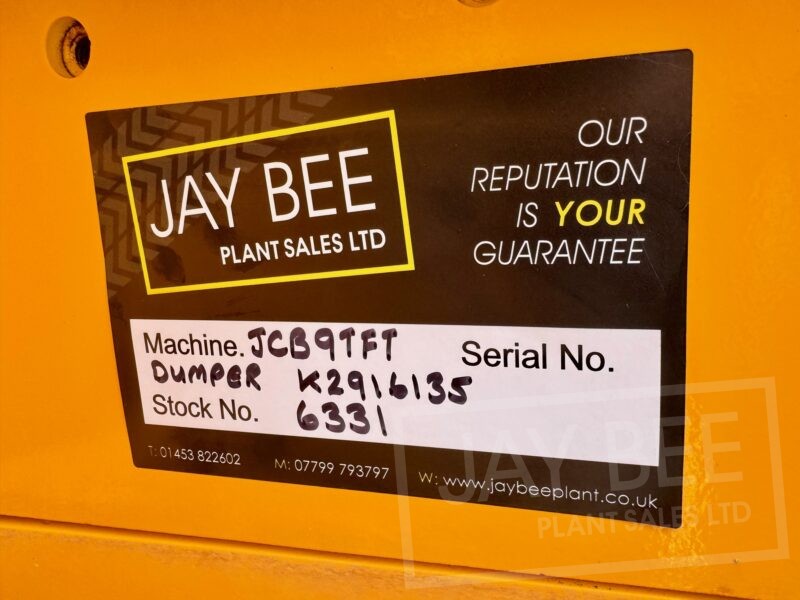 JAY BEE
PLANT SALES LTD
OUR
REPUTATION
IS YOUR
GUARANTEE
Machine. JCB9TFT Serial No.
DUMPER K2916135
Stock No. 6331
T: 01453 822602 M: 07799 793797 W: www.jaybeeplant.co.uk
JAY BEE
PLANT SALES LTD